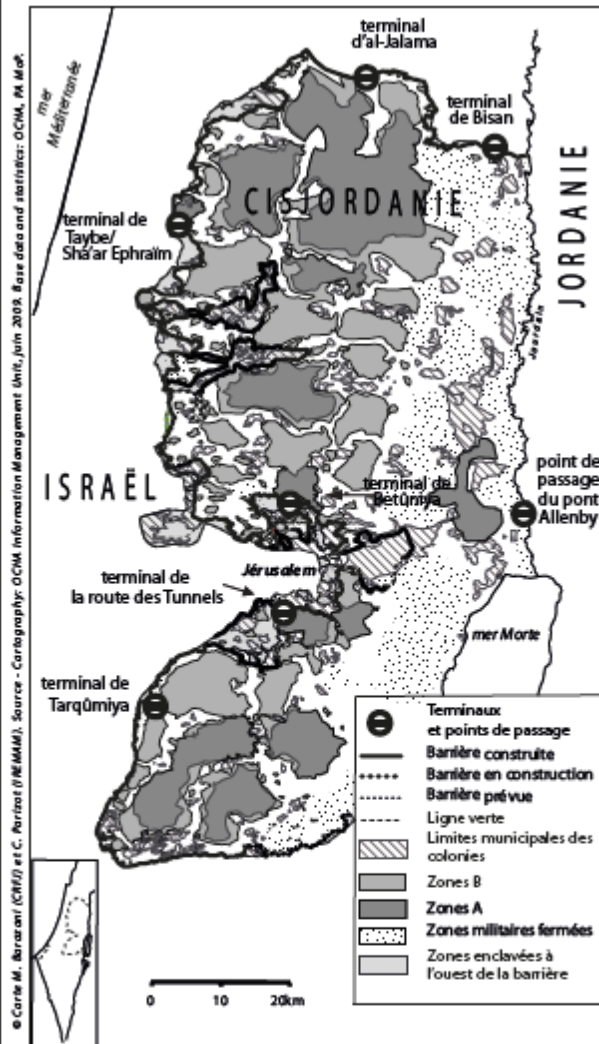 terminal
d'al-Jalama
terminal
de Bisan
mer
Méditerranée
CISJORDANIE
JORDANIE
terminal de
Taybe/
Sha'ar Ephraïm
Jourdain
ISRAËL
terminal de
Betûniya
point de
passage
du pont
Allenby
Jérusalem
terminal de
la route des Tunnels
mer Morte
terminal de
Tarqûmiya
Terminaux
et points de passage
Barrière construite
Barrière en construction
Barrière prévue
Ligne verte
Limites municipales des
colonies
Zones B
Zones A
Zones militaires fermées
Zones enclavées à
l'ouest de la barrière
0 10 20km
© Carte M. Barazani (CRFJ) et C. Parizot (IREMAM). Source - Cartography: OCHA Information Management Unit, juin 2009. Base data and statistics: OCHA, PA MoP.